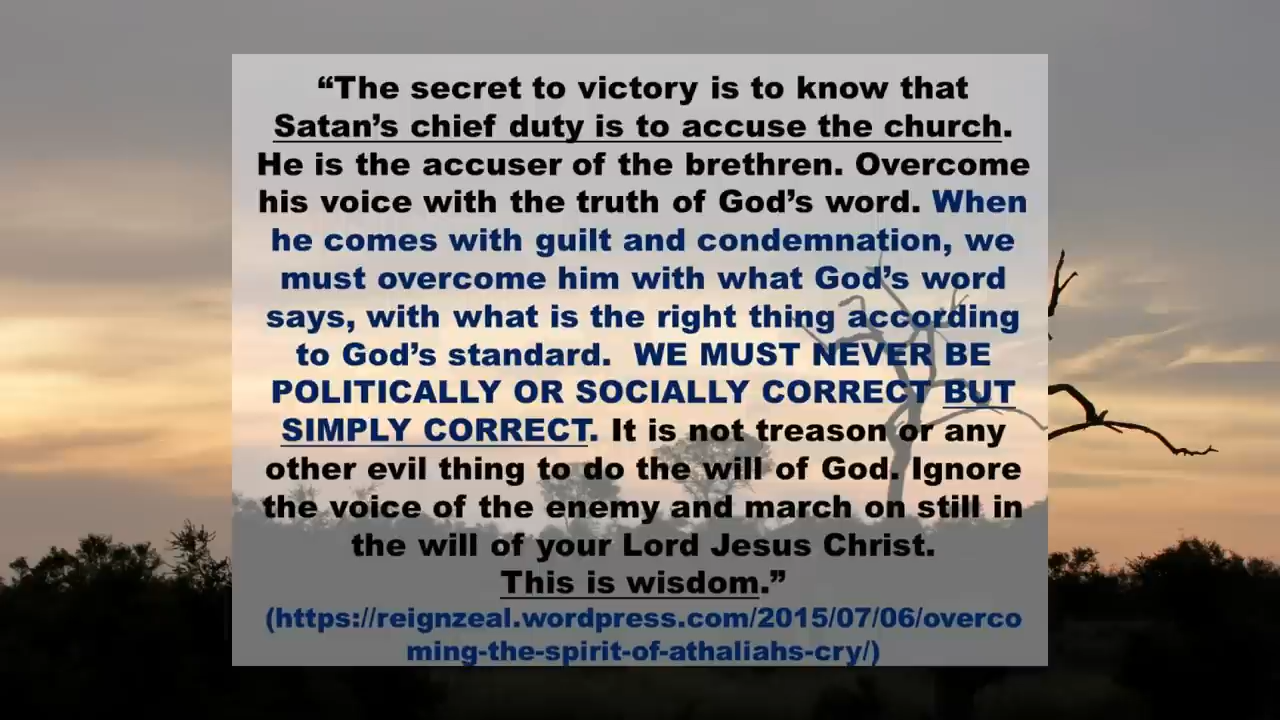 “The secret to victory is to know that
Satan’s chief duty is to accuse the church.
He is the accuser of the brethren. Overcome
his voice with the truth of God’s word. When
he comes with guilt and condemnation, we
must overcome him with what God’s word
says, with what is the right thing according
to God’s standard.  WE MUST NEVER BE
POLITICALLY OR SOCIALLY CORRECT BUT
SIMPLY CORRECT. It is not treason or any
other evil thing to do the will of God. Ignore
the voice of the enemy and march on still in
the will of your Lord Jesus Christ.
This is wisdom.”
(https://reignzeal.wordpress.com/2015/07/06/overco
ming-the-spirit-of-athaliahs-cry/)